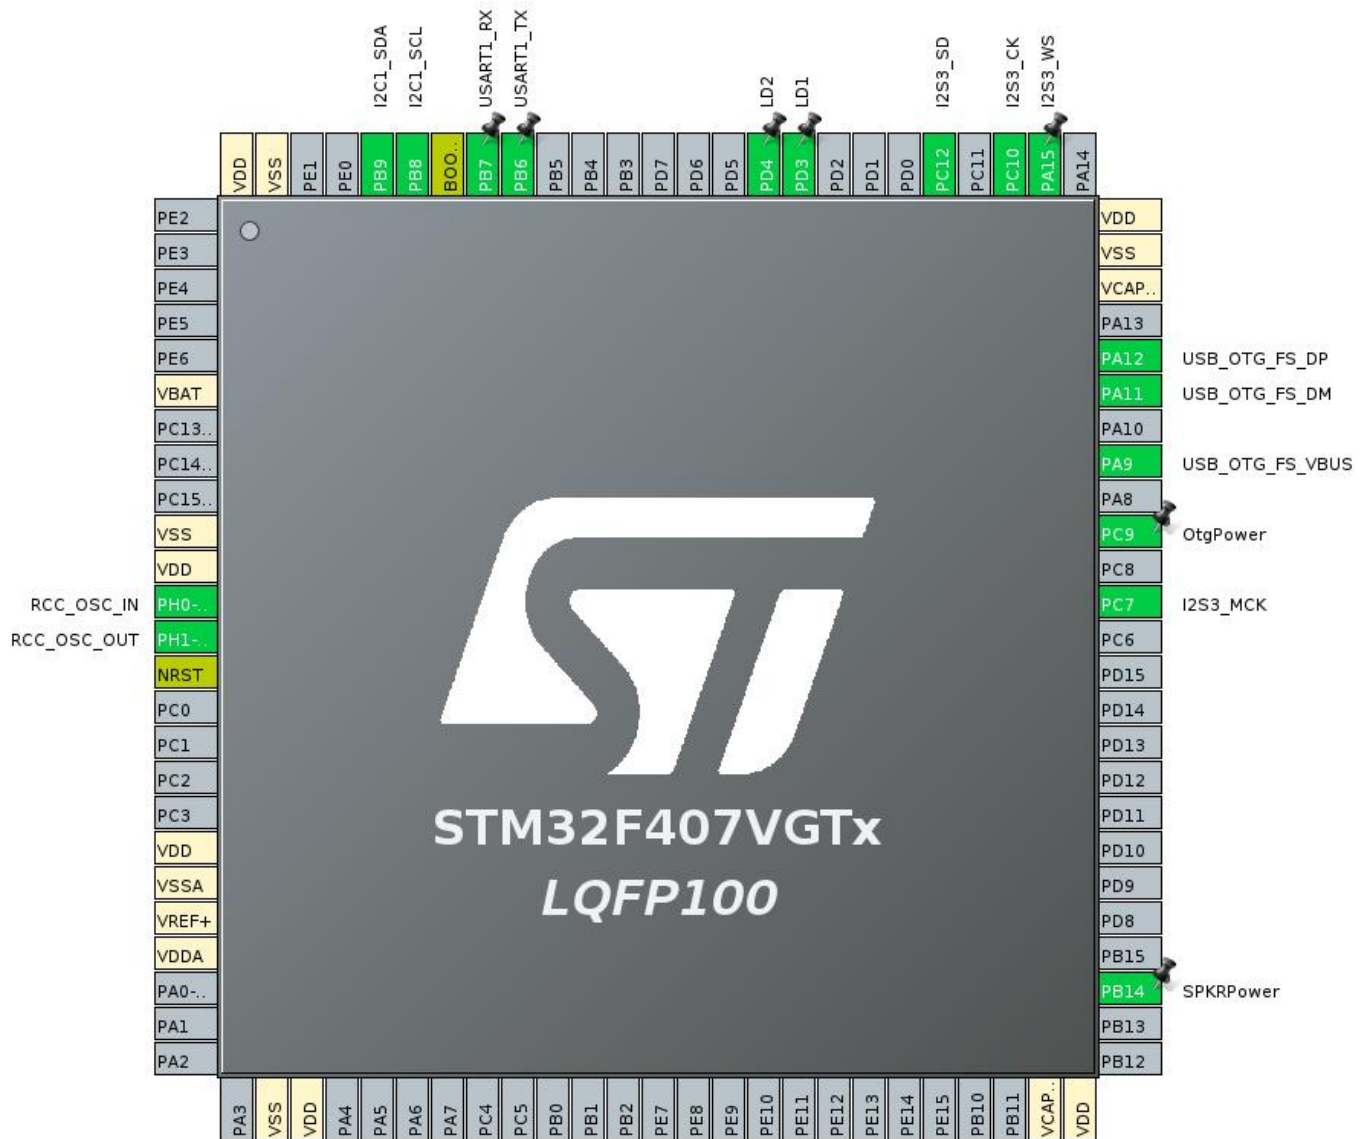 I2C1_SDA
I2C1_SCL
USART1_RX
USART1_TX
LD2
LD1
I2S3_SD
I2S3_CK
I2S3_WS
VDD
VSS
PE1
PE0
PB9
PB8
BOO..
PB7
PB6
PB5
PB4
PB3
PD7
PD6
PD5
PD4
PD3
PD2
PD1
PD0
PC12
PC11
PC10
PA15
PA14
PE2
PE3
PE4
PE5
PE6
VBAT
PC13..
PC14..
PC15..
VSS
VDD
RCC_OSC_IN PH0-..
RCC_OSC_OUT PH1-..
NRST
PC0
PC1
PC2
PC3
VDD
VSSA
VREF+
VDDA
PA0-..
PA1
PA2
STM32F407VGTx
LQFP100
VDD
VSS
VCAP..
PA13
PA12 USB_OTG_FS_DP
PA11 USB_OTG_FS_DM
PA10
PA9 USB_OTG_FS_VBUS
PA8
PC9 OtgPower
PC8
PC7 I2S3_MCK
PC6
PD15
PD14
PD13
PD12
PD11
PD10
PD9
PD8
PB15
PB14 SPKRPower
PB13
PB12
PA3
VSS
VDD
PA4
PA5
PA6
PA7
PC4
PC5
PB0
PB1
PB2
PE7
PE8
PE9
PE10
PE11
PE12
PE13
PE14
PE15
PB10
PB11
VCAP..
VDD